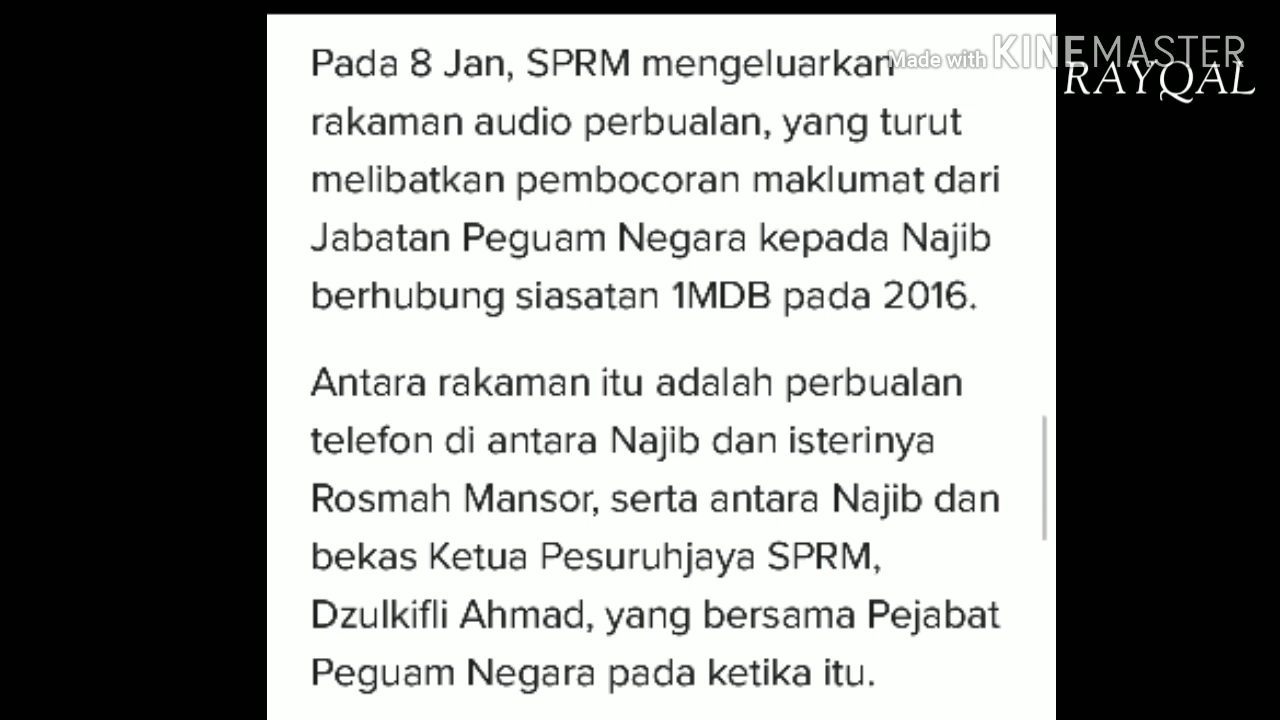 Pada 8 Jan, SPRM mengeluarkan
rakaman audio perbualan, yang turut
melibatkan pembocoran maklumat dari
Jabatan Peguam Negara kepada Najib
berhubung siasatan 1MDB pada 2016.
Antara rakaman itu adalah perbualan
telefon di antara Najib dan isterinya
Rosmah Mansor, serta antara Najib dan
bekas Ketua Pesuruhjaya SPRM,
Dzulkifli Ahmad, yang bersama Pejabat
Peguam Negara pada ketika itu.
Made with KINEMASTER
RAYQAL